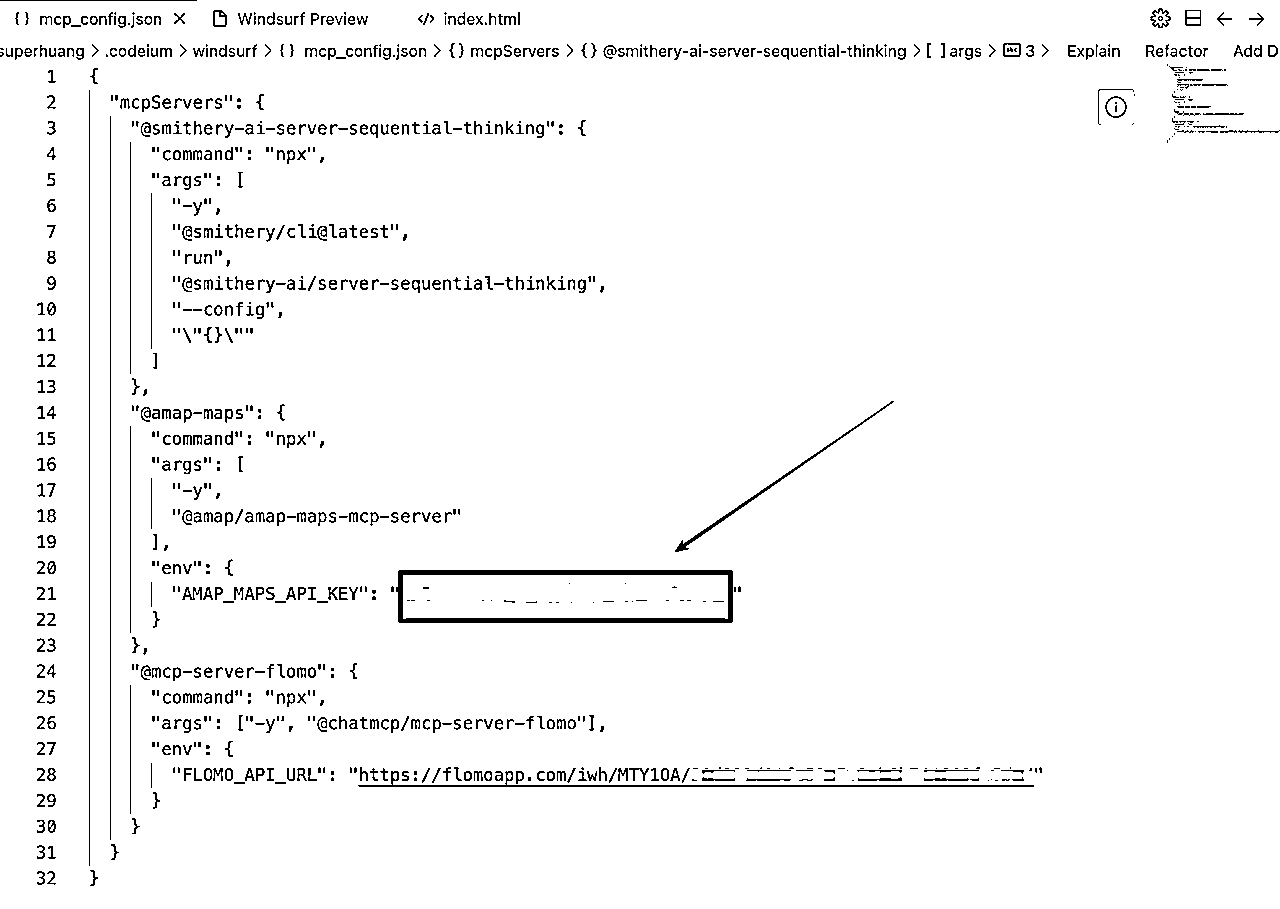 {} mcp_config.json × Windsurf Preview </> index.html
superhuang > .codeium > windsurf > {} mcp_config.json > {} mcpServers > {} @smithery-ai-server-sequential-thinking > [ ] args > abc 3 > Explain Refactor Add D
1 {
2 "mcpServers": {
3 "@smithery-ai-server-sequential-thinking": {
4 "command": "npx",
5 "args": [
6 "-y",
7 "@smithery/cli@latest",
8 "run",
9 "@smithery-ai/server-sequential-thinking",
10 "--config",
11 "\"{}\""
12 ]
13 },
14 "@amap-maps": {
15 "command": "npx",
16 "args": [
17 "-y",
18 "@amap/amap-maps-mcp-server"
19 ],
20 "env": {
21 "AMAP_MAPS_API_KEY": " "
22 }
23 },
24 "@mcp-server-flomo": {
25 "command": "npx",
26 "args": ["-y", "@chatmcp/mcp-server-flomo"],
27 "env": {
28 "FLOMO_API_URL": "https://flomoapp.com/iwh/MTY1OA/ "
29 }
30 }
31 }
32 }